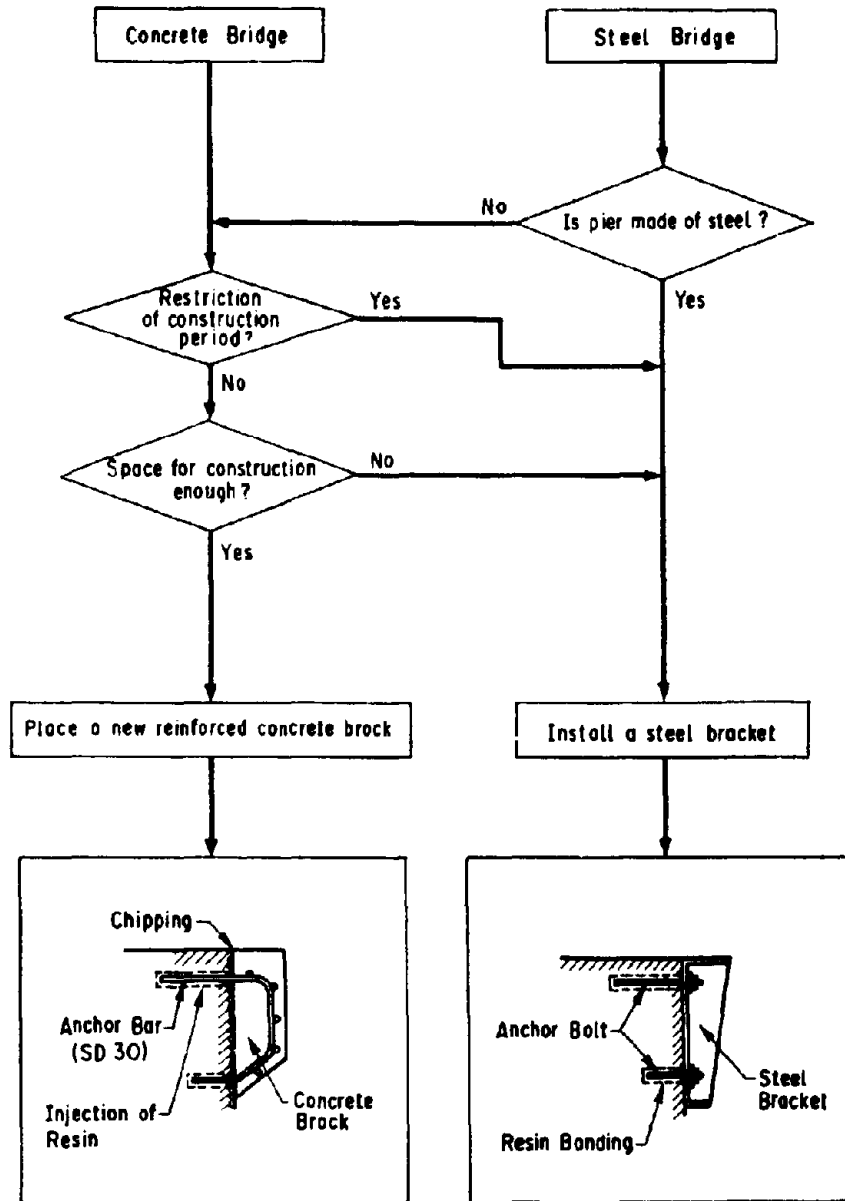 Concrete Bridge
Steel Bridge
Is pier made of steel?
No
Yes
Restriction
of construction
period?
Yes
No
Space for construction
enough?
No
Yes
Place a new reinforced concrete brock
Install a steel bracket
Chipping
Anchor Bar
(SD 30)
Injection of
Resin
Concrete
Brock
Anchor Bolt
Steel
Bracket
Resin Bonding